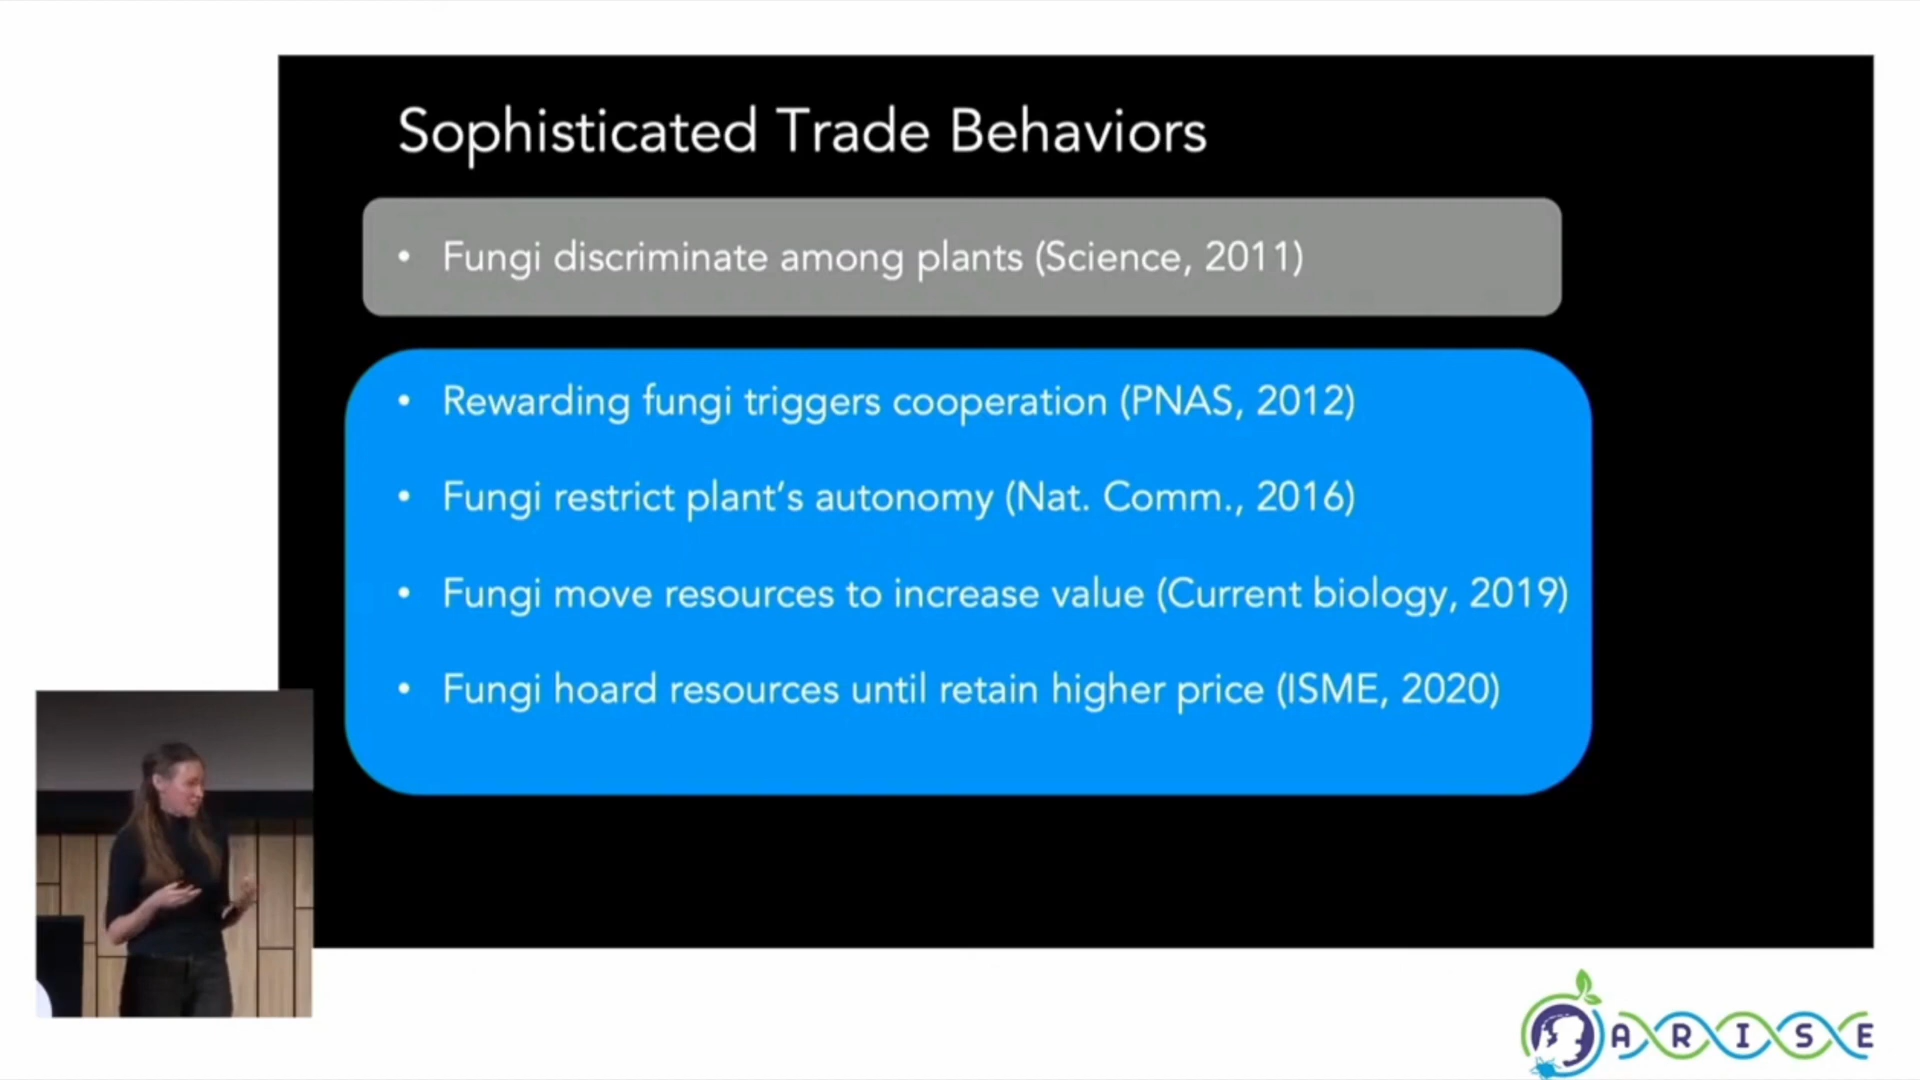 Sophisticated Trade Behaviors
• Fungi discriminate among plants (Science, 2011)
• Rewarding fungi triggers cooperation (PNAS, 2012)
• Fungi restrict plant’s autonomy (Nat. Comm., 2016)
• Fungi move resources to increase value (Current biology, 2019)
• Fungi hoard resources until retain higher price (ISME, 2020)
ARISE